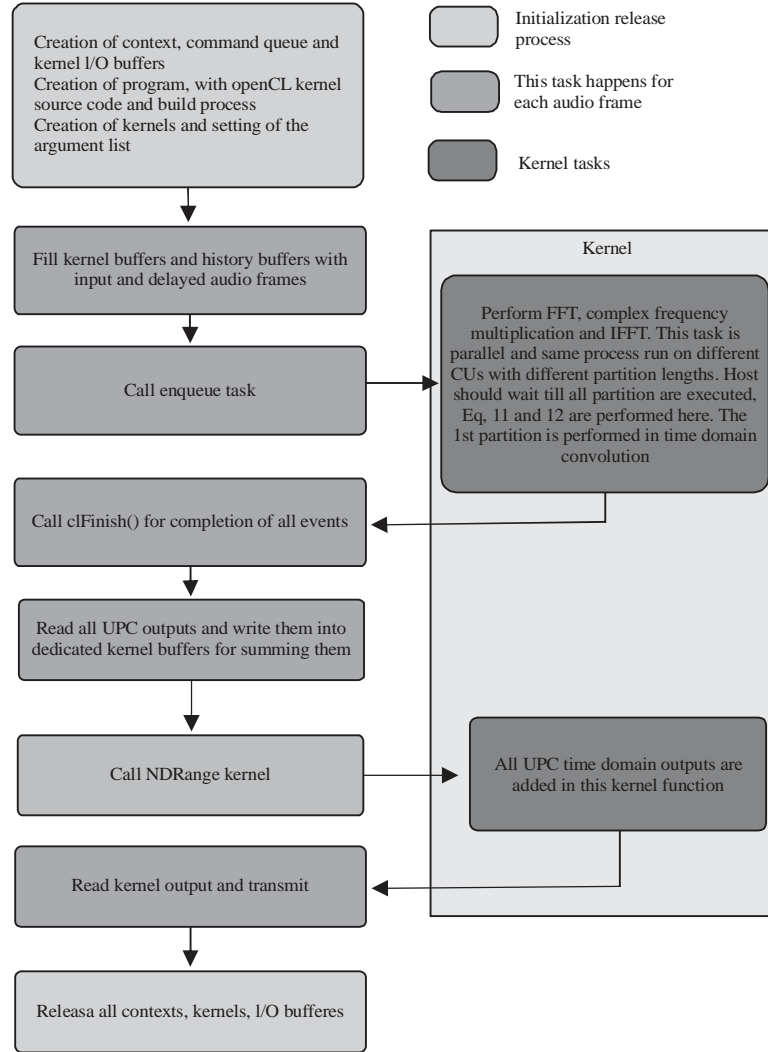 Creation of context, command queue and
kernel l/O buffers
Creation of program, with openCL kernel
source code and build process
Creation of kernels and setting of the
argument list
Initialization release
process
This task happens for
each audio frame
Kernel tasks
Fill kernel buffers and history buffers with
input and delayed audio frames
Call enqueue task
Kernel
Perform FFT, complex frequency
multiplication and IFFT. This task is
parallel and same process run on different
CUs with different partition lengths. Host
should wait till all partition are executed,
Eq, 11 and 12 are performed here. The
1st partition is performed in time domain
convolution
Call clFinish() for completion of all events
Read all UPC outputs and write them into
dedicated kernel buffers for summing them
Call NDRange kernel
All UPC time domain outputs are
added in this kernel function
Read kernel output and transmit
Releasa all contexts, kernels, l/O bufferes